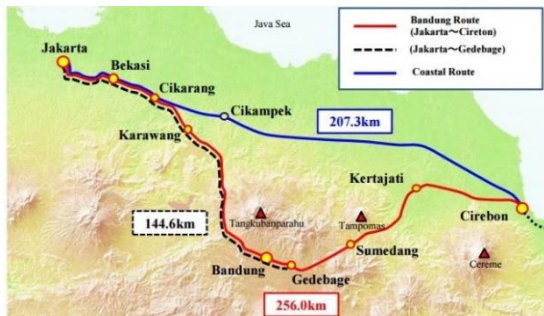 Java Sea
Bandung Route
(Jakarta～Cireton)
(Jakarta～Gedebage)
Coastal Route
Jakarta
Bekasi
Cikarang
Cikampek
Karawang
207.3km
Kertajati
Cirebon
144.6km
Tangkubanparahu
Tampomas
Sumedang
Cereme
Bandung
Gedebage
256.0km